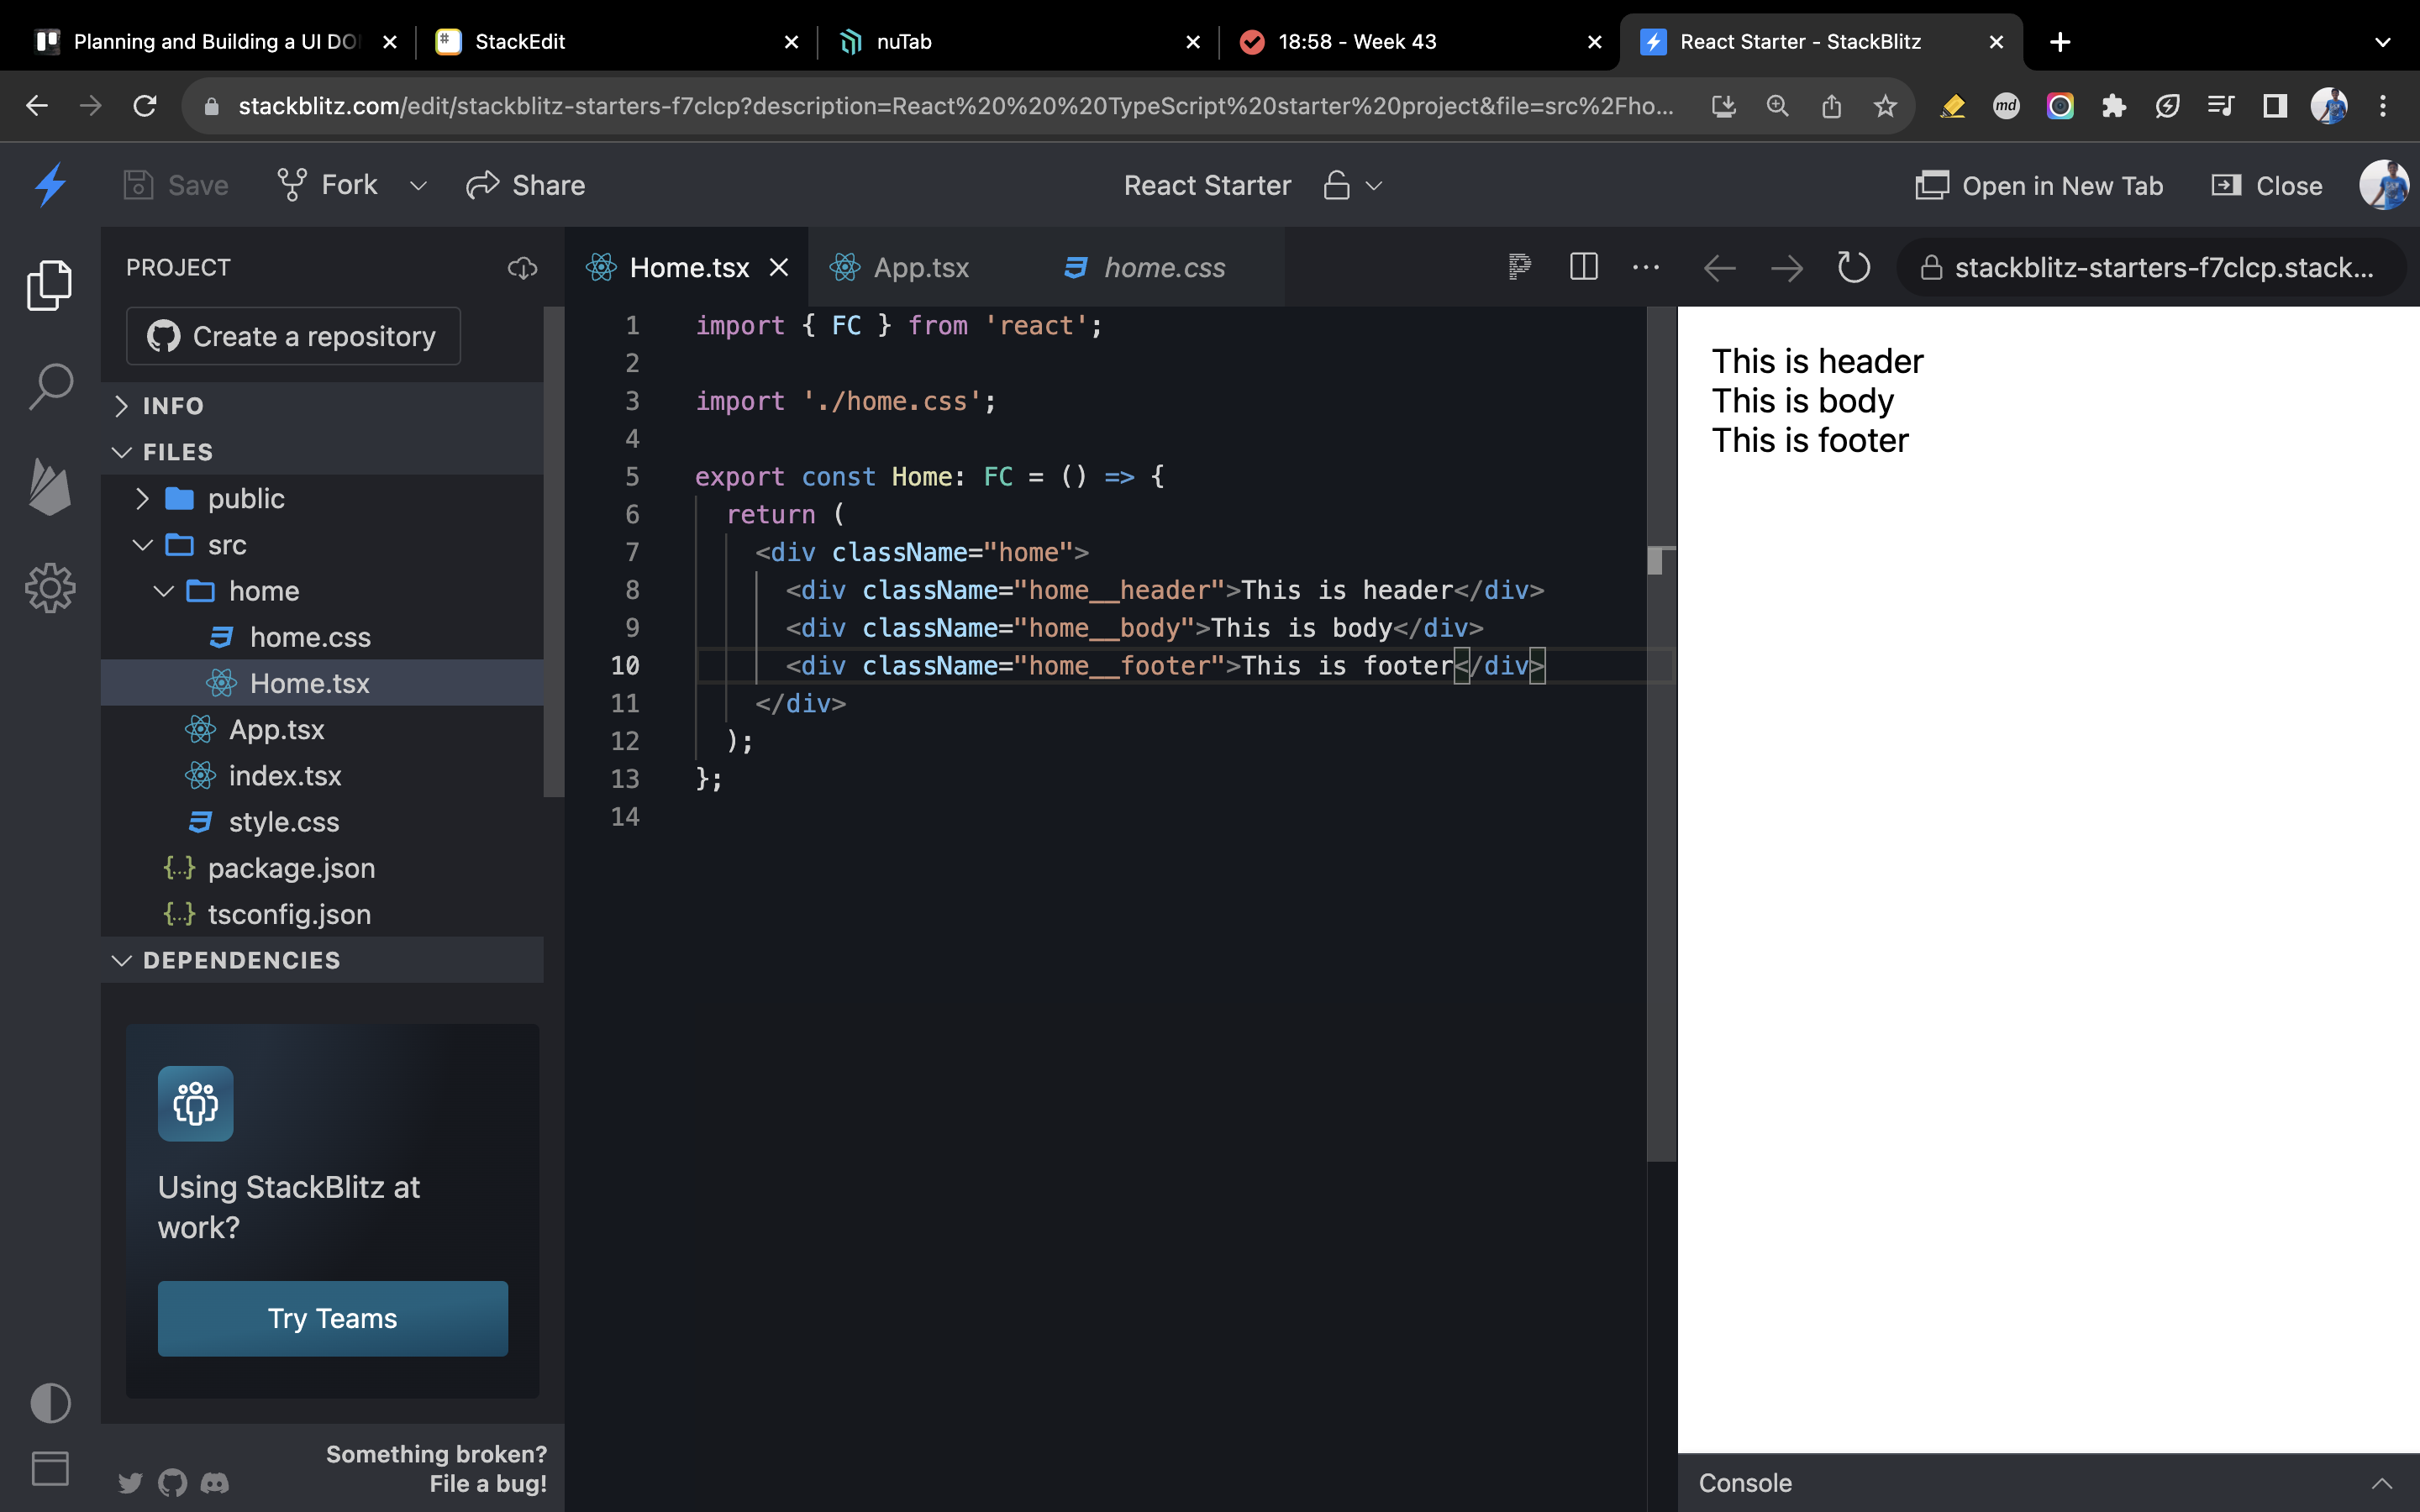 Planning and Building a UI DO
StackEdit
nuTab
18:58 - Week 43
React Starter - StackBlitz
stackblitz.com/edit/stackblitz-starters-f7clcp?description=React%20%20%20TypeScript%20starter%20project&file=src%2Fho...
md
Save
Fork
Share
React Starter
Open in New Tab
Close
PROJECT
Create a repository
INFO
FILES
public
src
home
home.css
Home.tsx
App.tsx
index.tsx
style.css
package.json
tsconfig.json
DEPENDENCIES
Using StackBlitz at
work?
Try Teams
Something broken?
File a bug!
Home.tsx
App.tsx
home.css
1 import { FC } from 'react';
2
3 import './home.css';
4
5 export const Home: FC = () => {
6 return (
7 <div className="home">
8 <div className="home__header">This is header</div>
9 <div className="home__body">This is body</div>
10 <div className="home__footer">This is footer</div>
11 </div>
12 );
13 };
14
stackblitz-starters-f7clcp.stack...
This is header
This is body
This is footer
Console